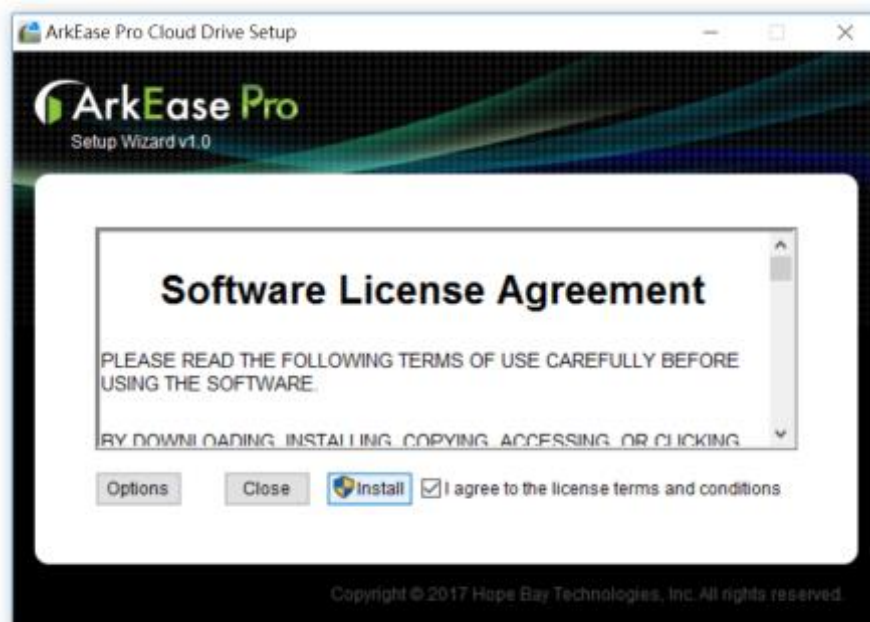 ArkEase Pro Cloud Drive Setup
ArkEase Pro
Setup Wizard v1.0
Software License Agreement
PLEASE READ THE FOLLOWING TERMS OF USE CAREFULLY BEFORE
USING THE SOFTWARE.
BY DOWNLOADING, INSTALLING, COPYING, ACCESSING, OR CLICKING
Options Close Install I agree to the license terms and conditions
Copyright © 2017 Hope Bay Technologies, Inc. All rights reserved.